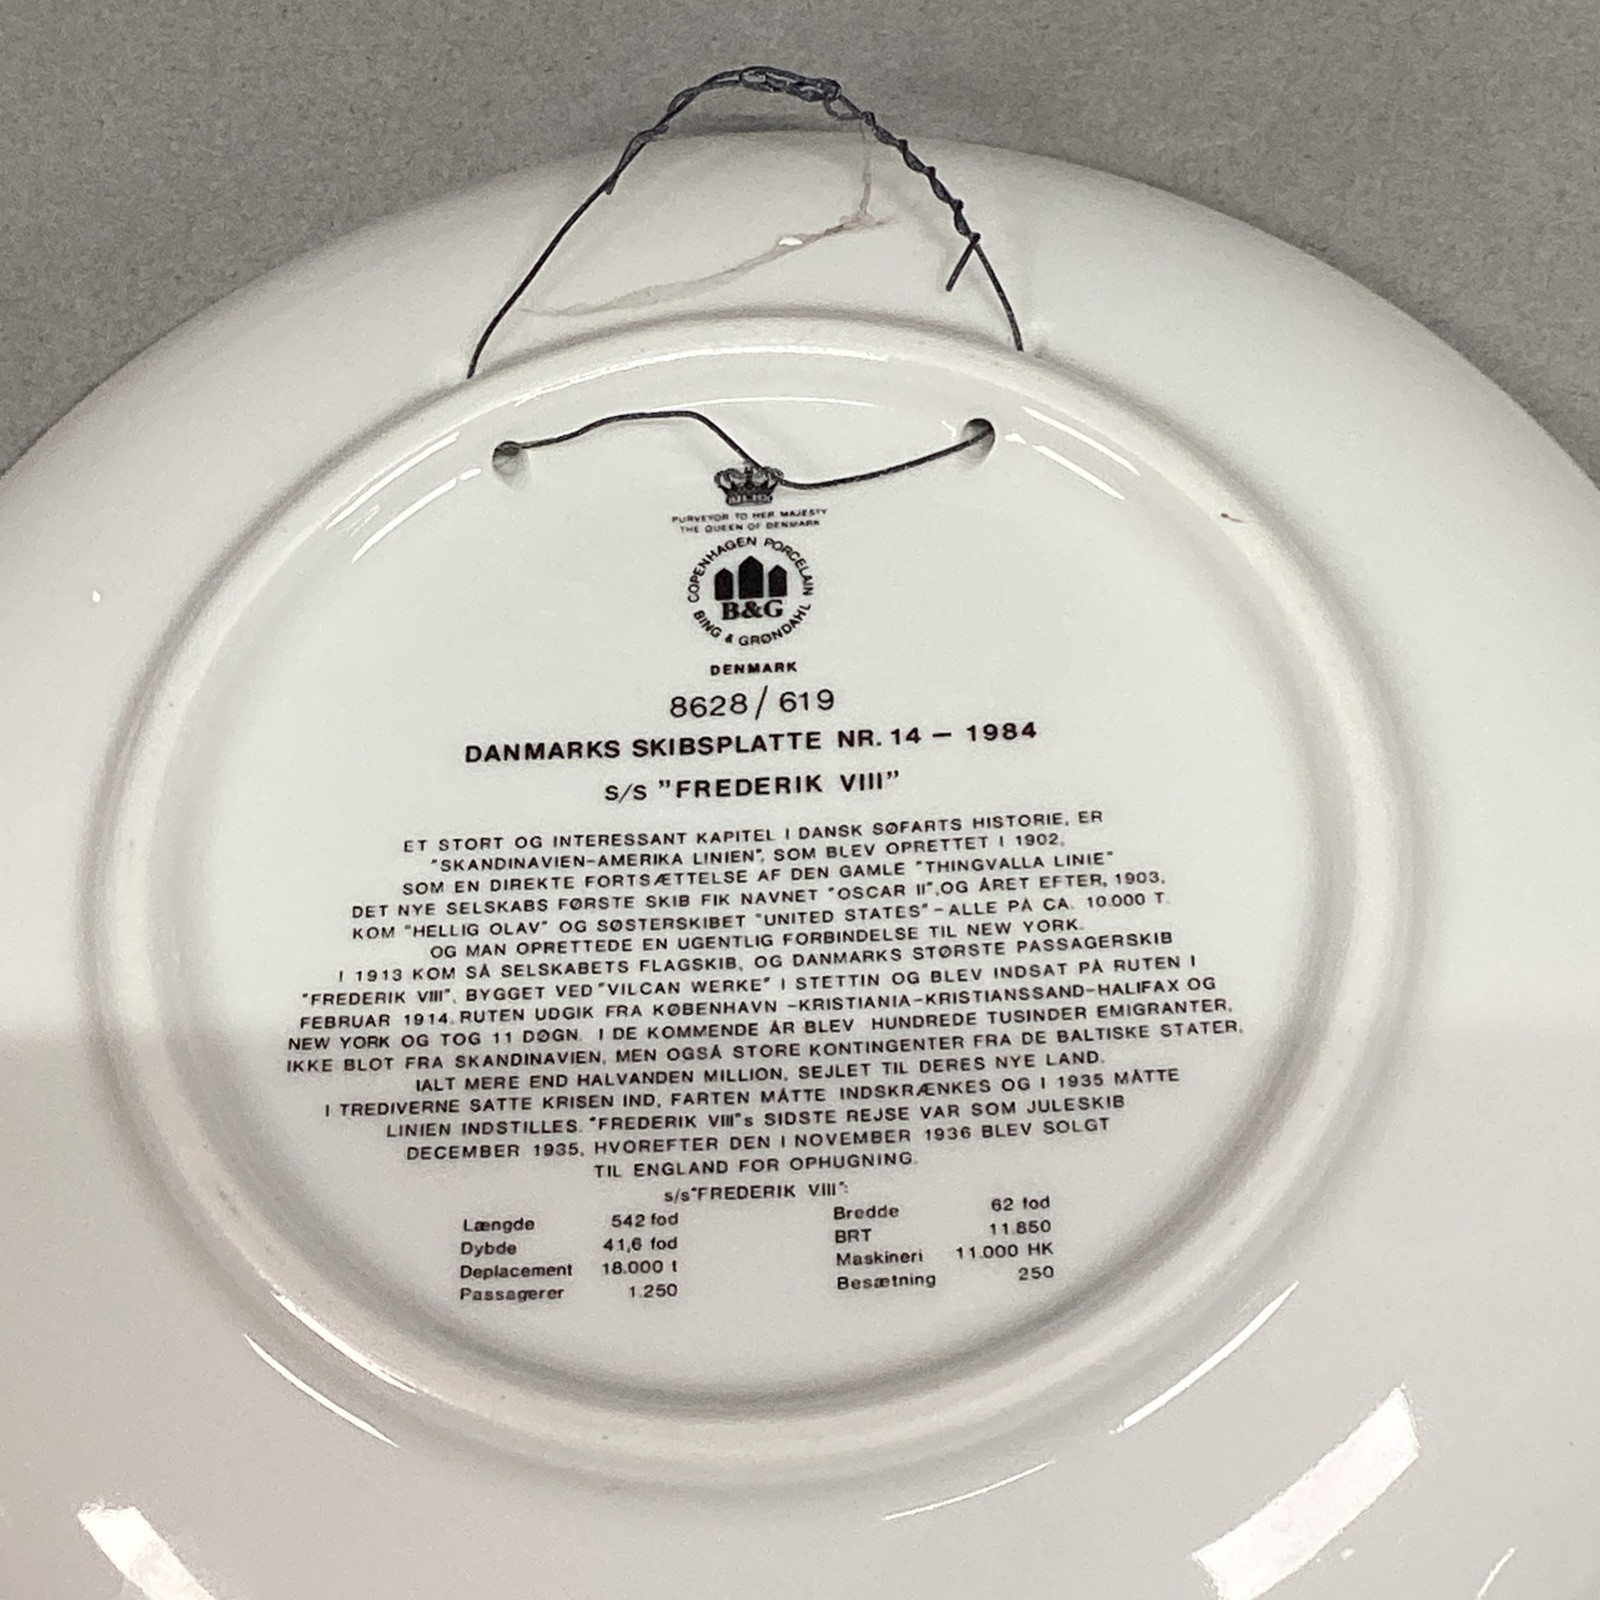 PURVEYOR TO HER MAJESTY
THE QUEEN OF DENMARK
COPENHAGEN PORCELAIN
B&G
BING & GRØNDAHL
DENMARK
8628/619
DANMARKS SKIBSPLATTE NR. 14 – 1984
s/s "FREDERIK VIII"
ET STORT OG INTERESSANT KAPITEL I DANSK SØFARTS HISTORIE, ER
"SKANDINAVIEN-AMERIKA LINIEN", SOM BLEV OPRETTET I 1902,
SOM EN DIREKTE FORTSÆTTELSE AF DEN GAMLE "THINGVALLA LINIE"
DET NYE SELSKABS FØRSTE SKIB FIK NAVNET "OSCAR II", OG ÅRET EFTER, 1903,
KOM "HELLIG OLAV" OG SØSTERSKIBET "UNITED STATES" - ALLE PÅ CA. 10.000 T.
OG MAN OPRETTEDE EN UGENTLIG FORBINDELSE TIL NEW YORK.
I 1913 KOM SÅ SELSKABETS FLAGSKIB, OG DANMARKS STØRSTE PASSAGERSKIB
"FREDERIK VIII", BYGGET VED "VILCAN WERKE" I STETTIN OG BLEV INDSAT PÅ RUTEN I
FEBRUAR 1914. RUTEN UDGIK FRA KØBENHAVN -KRISTIANIA-KRISTIANSSAND-HALIFAX OG
NEW YORK OG TOG 11 DØGN. I DE KOMMENDE ÅR BLEV HUNDREDE TUSINDER EMIGRANTER,
IKKE BLOT FRA SKANDINAVIEN, MEN OGSÅ STORE KONTINGENTER FRA DE BALTISKE STATER,
IALT MERE END HALVANDEN MILLION, SEJLET TIL DERES NYE LAND.
I TREDIVERNE SATTE KRISEN IND, FARTEN MÅTTE INDSKRÆNKES OG I 1935 MÅTTE
LINIEN INDSTILLES. "FREDERIK VIII"s SIDSTE REJSE VAR SOM JULESKIB
DECEMBER 1935, HVOREFTER DEN I NOVEMBER 1936 BLEV SOLGT
TIL ENGLAND FOR OPHUGNING.
s/s "FREDERIK VIII":
Længde 542 fod Bredde 62 fod
Dybde 41,6 fod BRT 11.850
Deplacement 18.000 t Maskineri 11.000 HK
Passagerer 1.250 Besætning 250